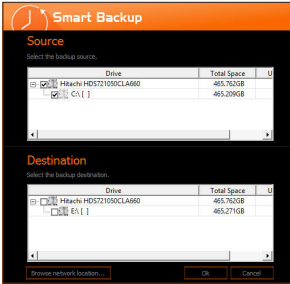 Smart Backup
Source
Select the backup source.
Drive Total Space U
Hitachi HDS721050CLA660 465.762GB
C:\ [ ] 465.209GB
Destination
Select the backup destination.
Drive Total Space U
Hitachi HDS721050CLA660 465.762GB
E:\ [ ] 465.271GB
Browse network location... Ok Cancel